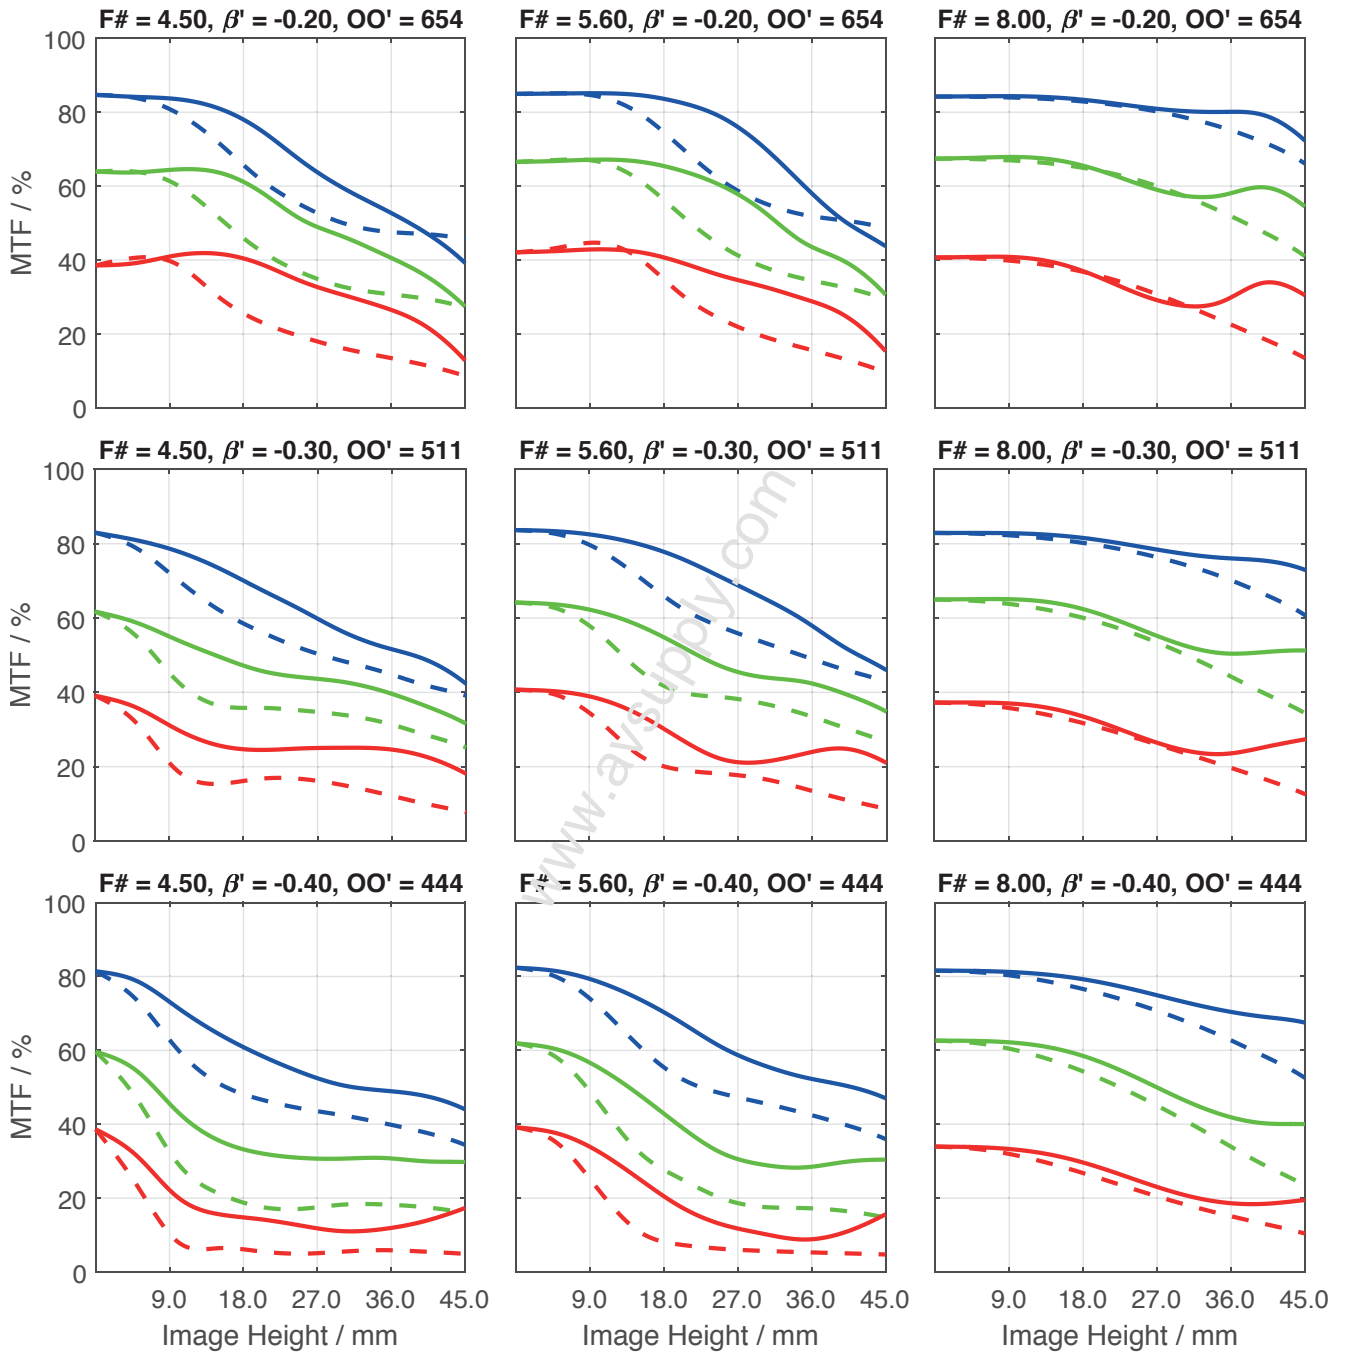 F# = 4.50, β' = -0.20, OO' = 654
F# = 5.60, β' = -0.20, OO' = 654
F# = 8.00, β' = -0.20, OO' = 654
100
80
60
40
20
0
MTF / %
F# = 4.50, β' = -0.30, OO' = 511
F# = 5.60, β' = -0.30, OO' = 511
F# = 8.00, β' = -0.30, OO' = 511
100
80
60
40
20
0
MTF / %
www.avsupply.com
F# = 4.50, β' = -0.40, OO' = 444
F# = 5.60, β' = -0.40, OO' = 444
F# = 8.00, β' = -0.40, OO' = 444
100
80
60
40
20
0
MTF / %
9.0 18.0 27.0 36.0 45.0
9.0 18.0 27.0 36.0 45.0
9.0 18.0 27.0 36.0 45.0
Image Height / mm
Image Height / mm
Image Height / mm